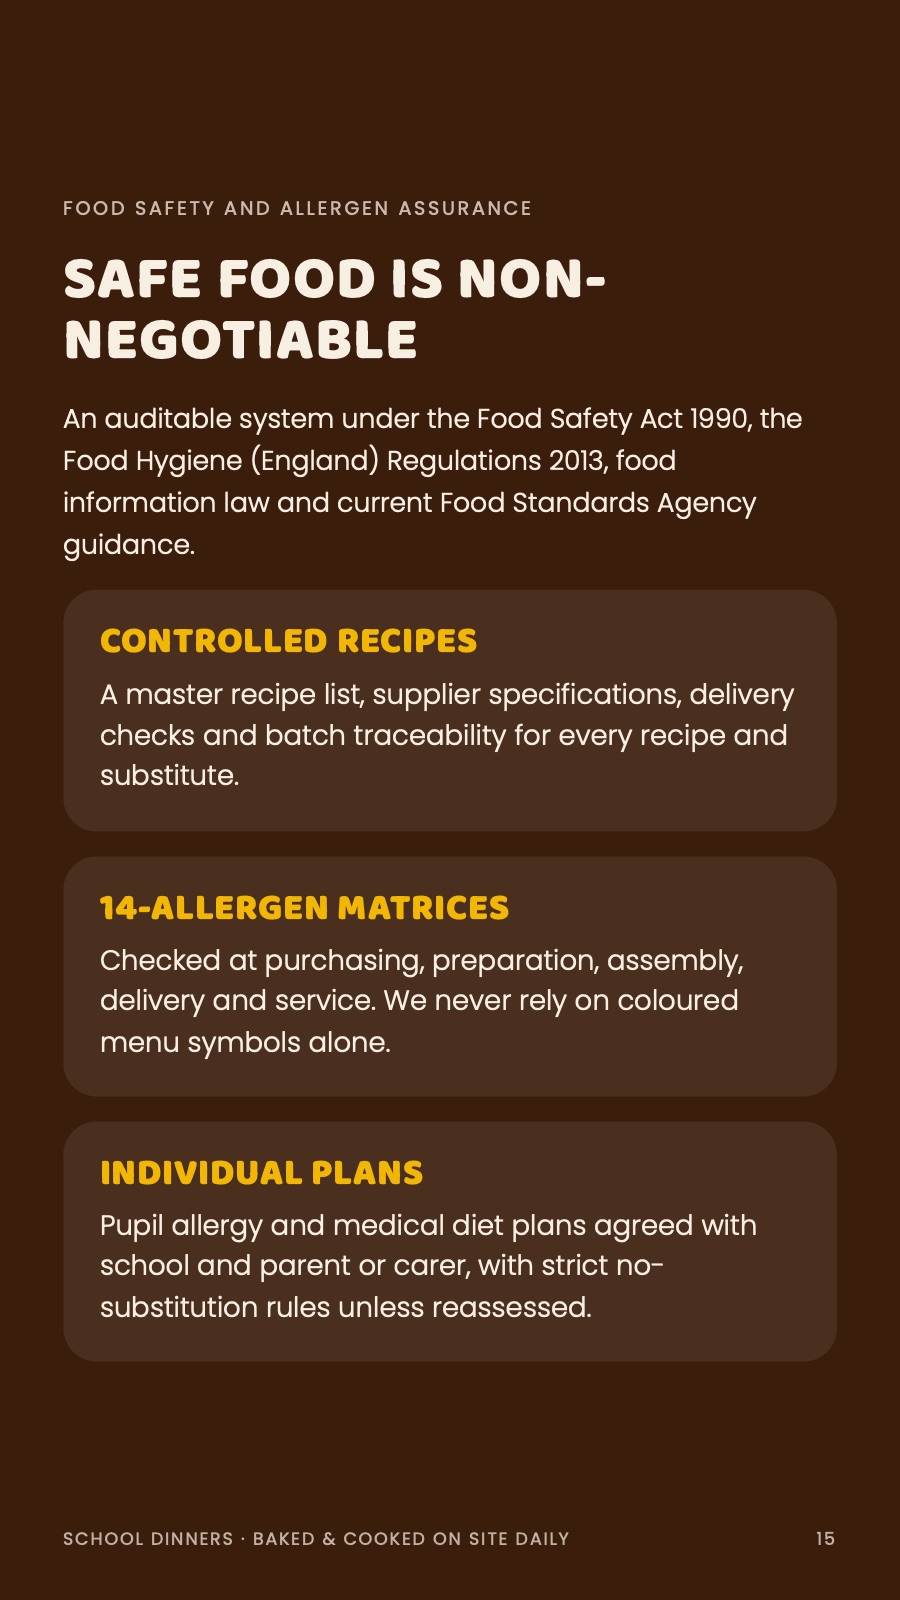 FOOD SAFETY AND ALLERGEN ASSURANCE
SAFE FOOD IS NON-
NEGOTIABLE
An auditable system under the Food Safety Act 1990, the
Food Hygiene (England) Regulations 2013, food
information law and current Food Standards Agency
guidance.
CONTROLLED RECIPES
A master recipe list, supplier specifications, delivery
checks and batch traceability for every recipe and
substitute.
14-ALLERGEN MATRICES
Checked at purchasing, preparation, assembly,
delivery and service. We never rely on coloured
menu symbols alone.
INDIVIDUAL PLANS
Pupil allergy and medical diet plans agreed with
school and parent or carer, with strict no-
substitution rules unless reassessed.
SCHOOL DINNERS · BAKED & COOKED ON SITE DAILY
15